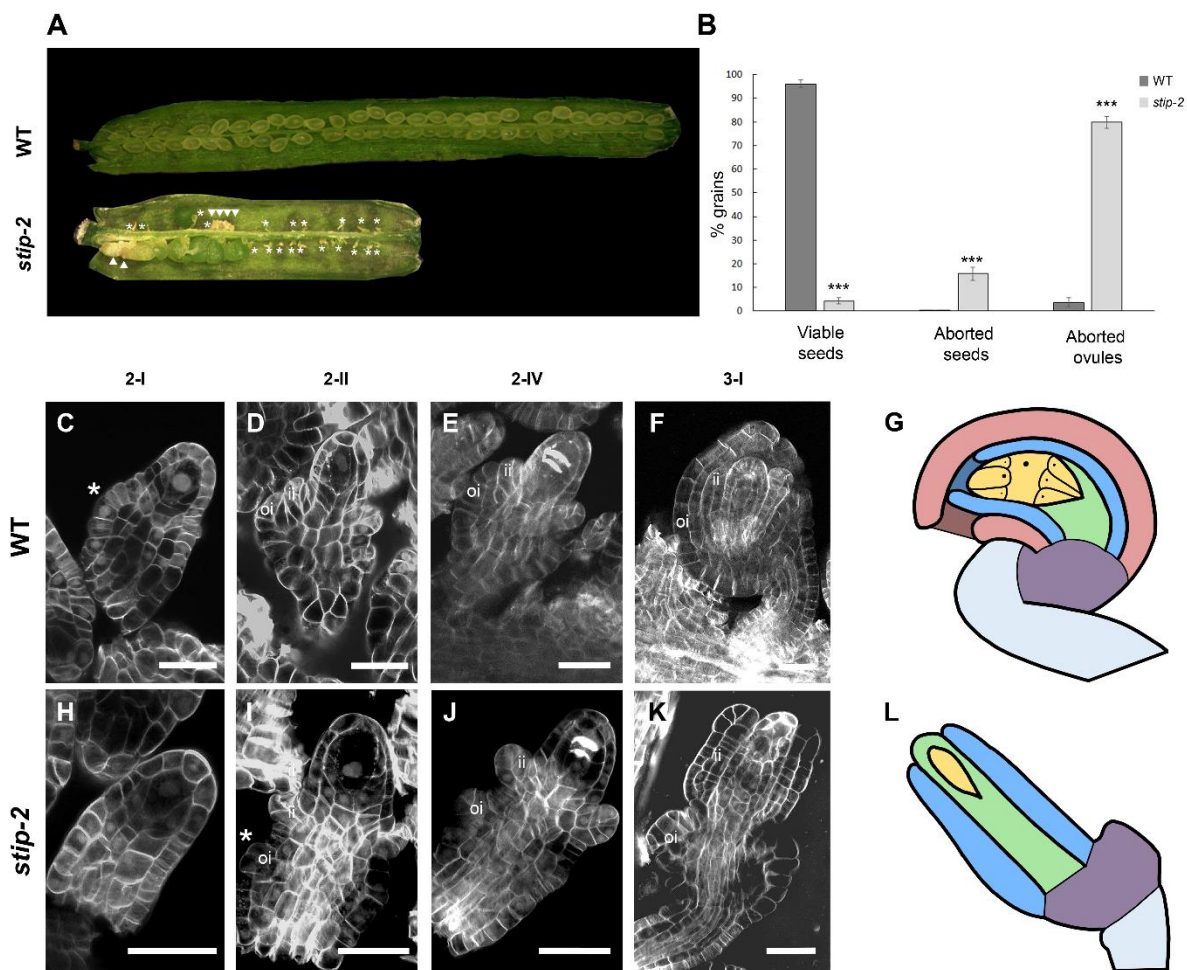 A
WT
stip-2
* * * * * * * * * *
* * * * * * * * *
B
% grains
100
90
80
70
60
50
40
30
20
10
0
WT
stip-2
***
***
***
Viable
seeds
Aborted
seeds
Aborted
ovules
2-I
2-II
2-IV
3-I
WT
C
*
D
ii
oi
E
ii
oi
F
ii
oi
G
stip-2
H
I
ii
*
oi
J
ii
oi
K
ii
oi
L